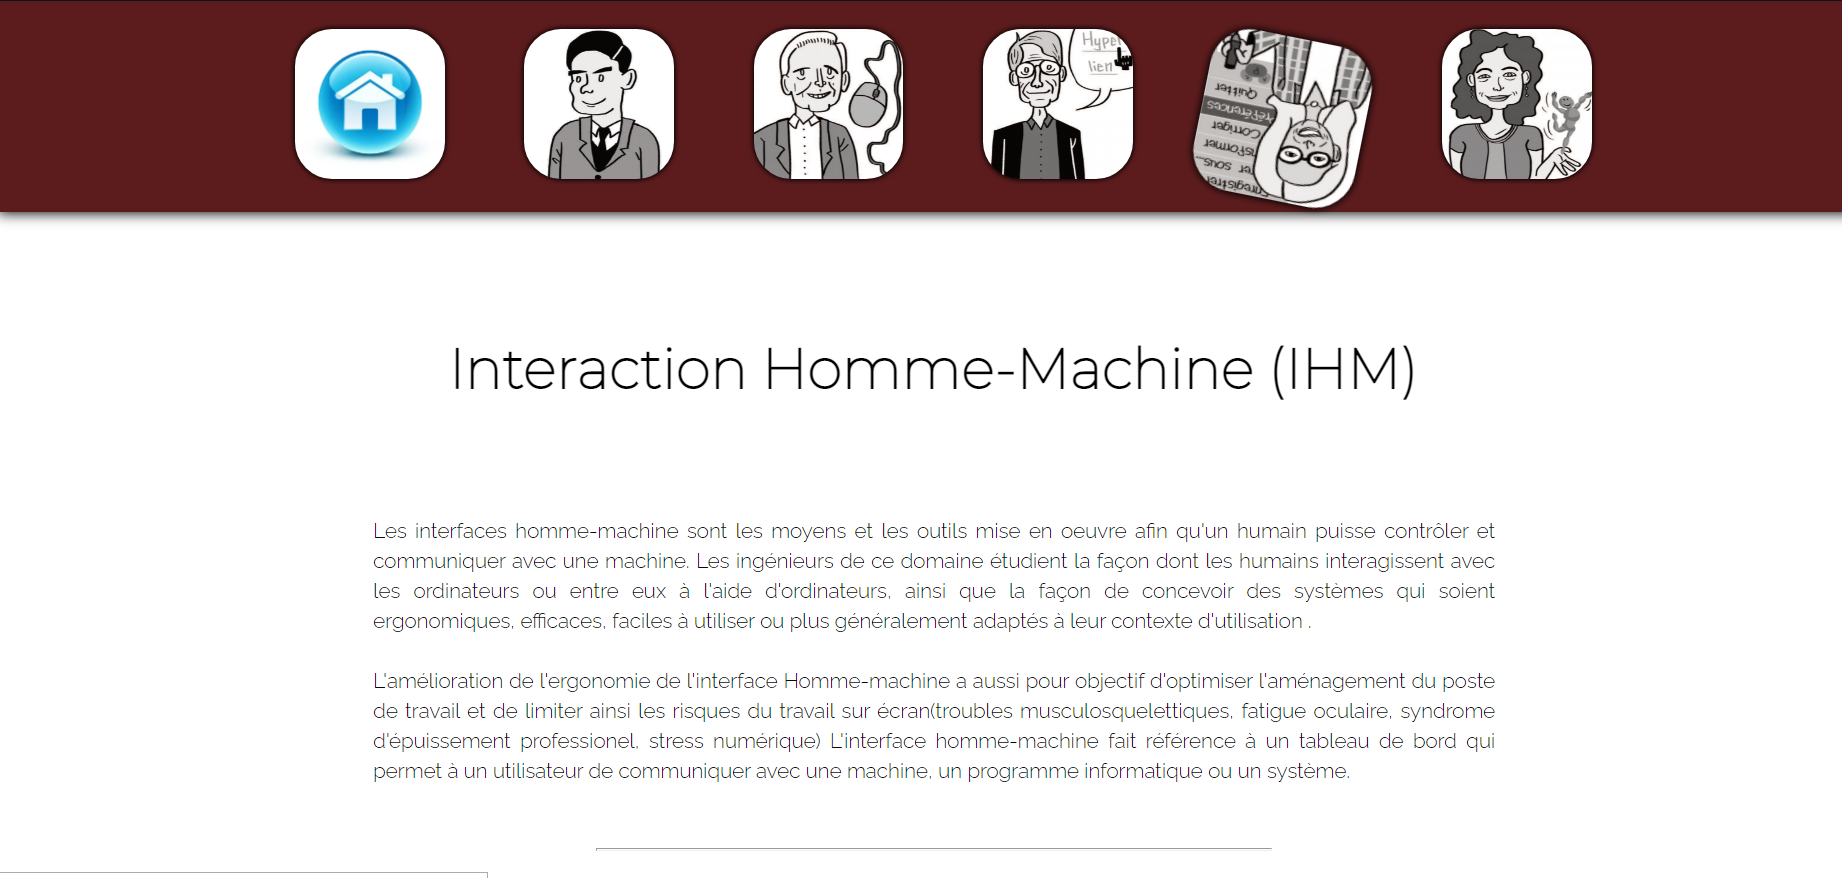 Hyper
lien
Quitter
références
Corriger
nsformer
rer sous...
Enregistrer
Interaction Homme-Machine (IHM)
Les interfaces homme-machine sont les moyens et les outils mise en oeuvre afin qu'un humain puisse contrôler et
communiquer avec une machine. Les ingénieurs de ce domaine étudient la façon dont les humains interagissent avec
les ordinateurs ou entre eux à l'aide d'ordinateurs, ainsi que la façon de concevoir des systèmes qui soient
ergonomiques, efficaces, faciles à utiliser ou plus généralement adaptés à leur contexte d'utilisation .
L'amélioration de l'ergonomie de l'interface Homme-machine a aussi pour objectif d'optimiser l'aménagement du poste
de travail et de limiter ainsi les risques du travail sur écran(troubles musculosquelettiques, fatigue oculaire, syndrome
d'épuissement professionel, stress numérique) L'interface homme-machine fait référence à un tableau de bord qui
permet à un utilisateur de communiquer avec une machine, un programme informatique ou un système.